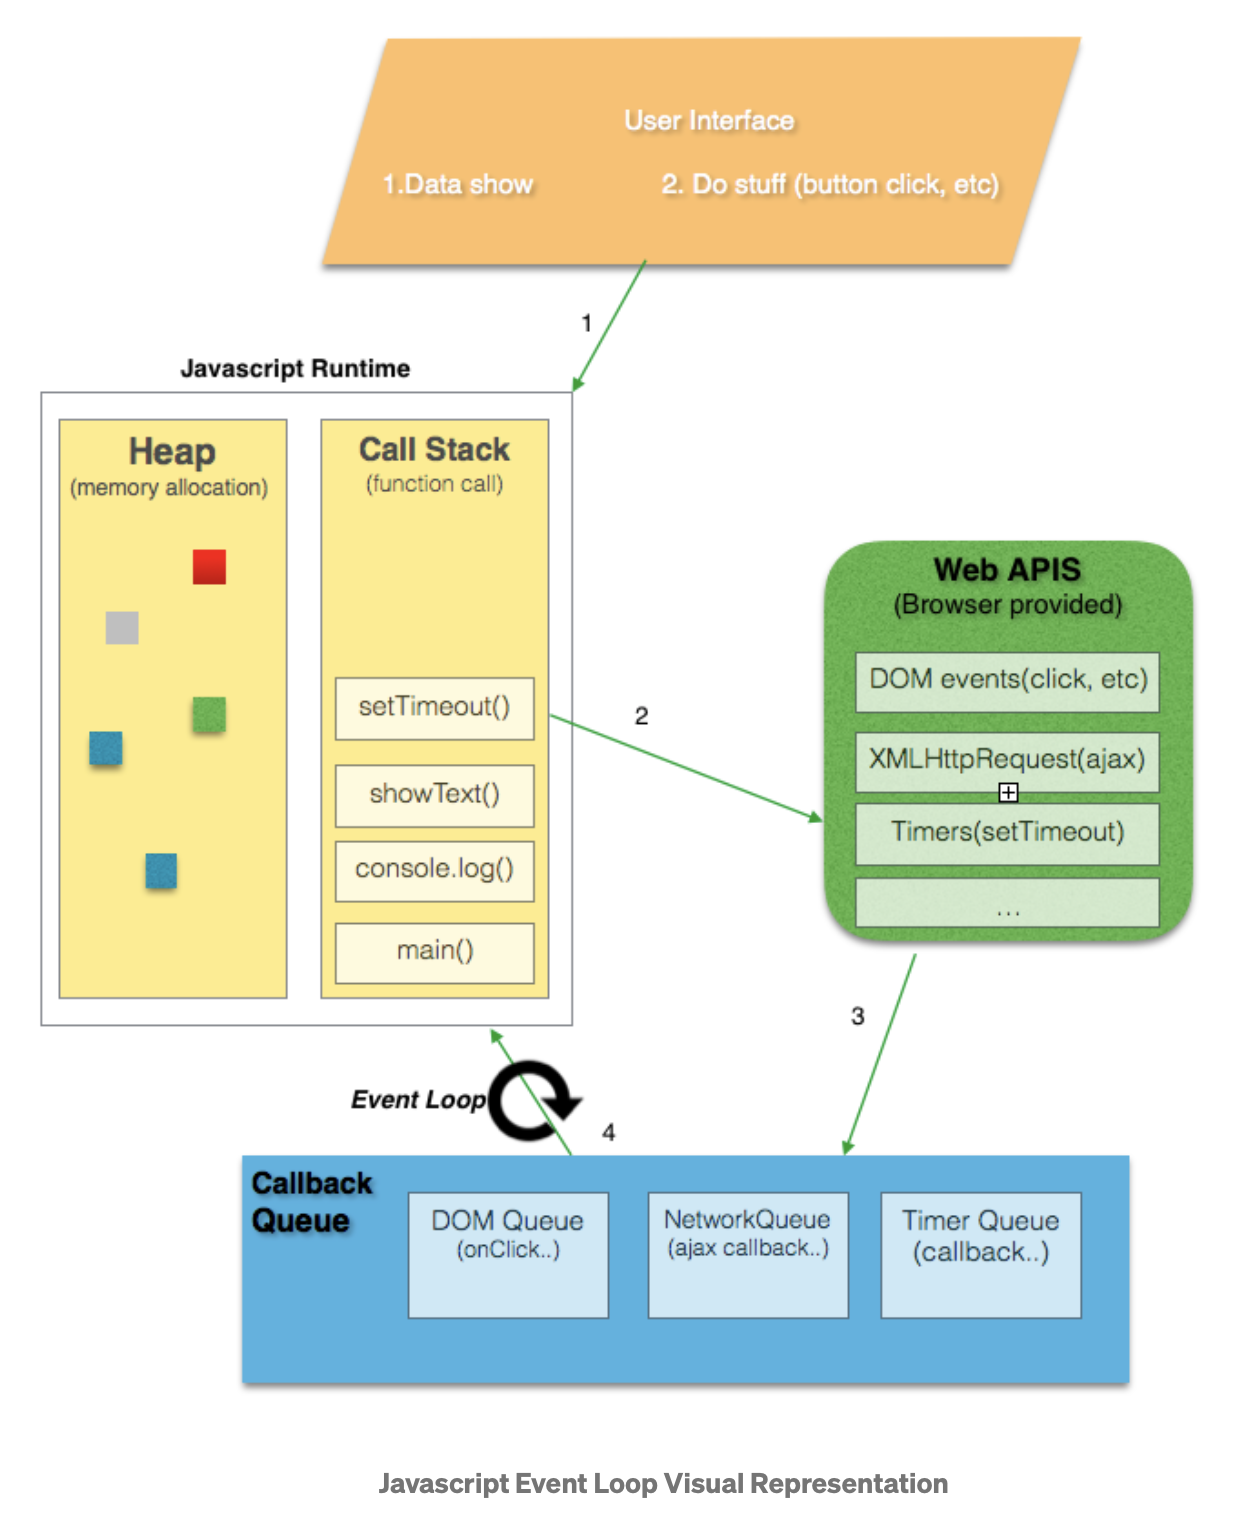 User Interface
1.Data show
2. Do stuff (button click, etc)
1
Javascript Runtime
Heap
(memory allocation)
Call Stack
(function call)
setTimeout()
showText()
console.log()
main()
2
Web APIS
(Browser provided)
DOM events(click, etc)
XMLHttpRequest(ajax)
Timers(setTimeout)
...
3
Event Loop
4
Callback
Queue
DOM Queue
(onClick..)
NetworkQueue
(ajax callback..)
Timer Queue
(callback..)
Javascript Event Loop Visual Representation